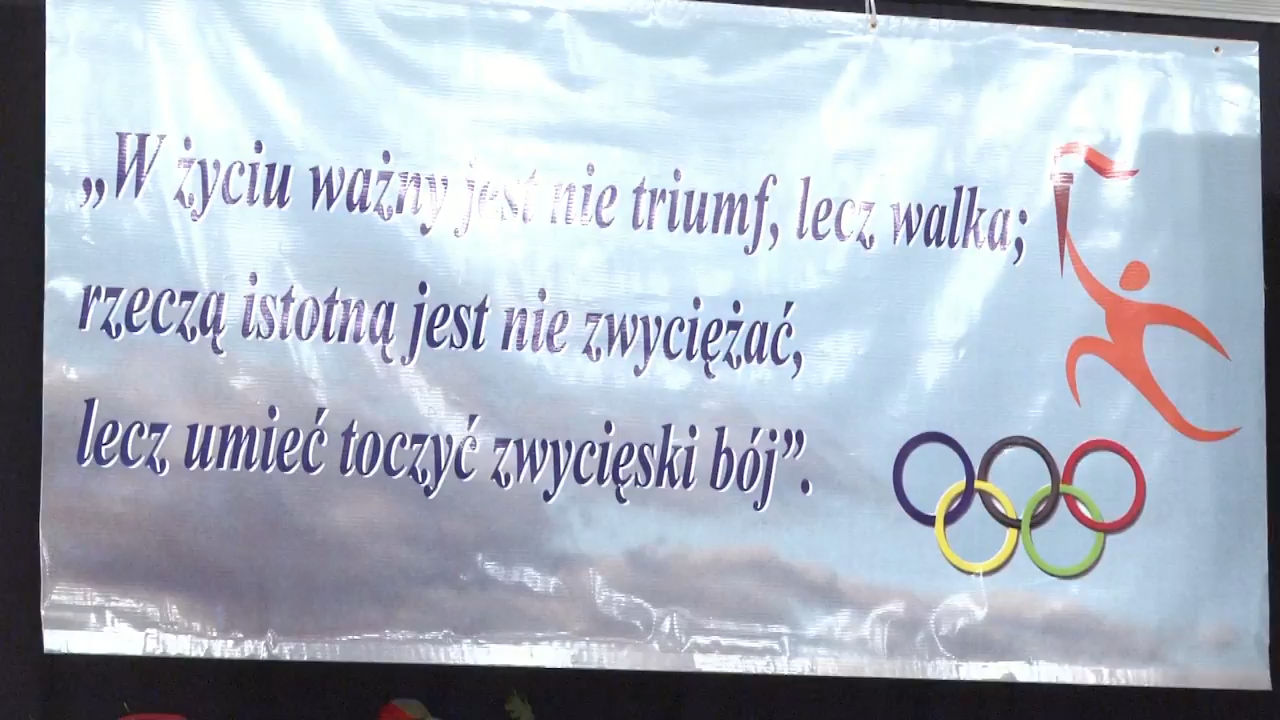 „W życiu ważny jest nie triumf, lecz walka;
rzeczą istotną jest nie zwyciężać,
lecz umieć toczyć zwycięski bój”.